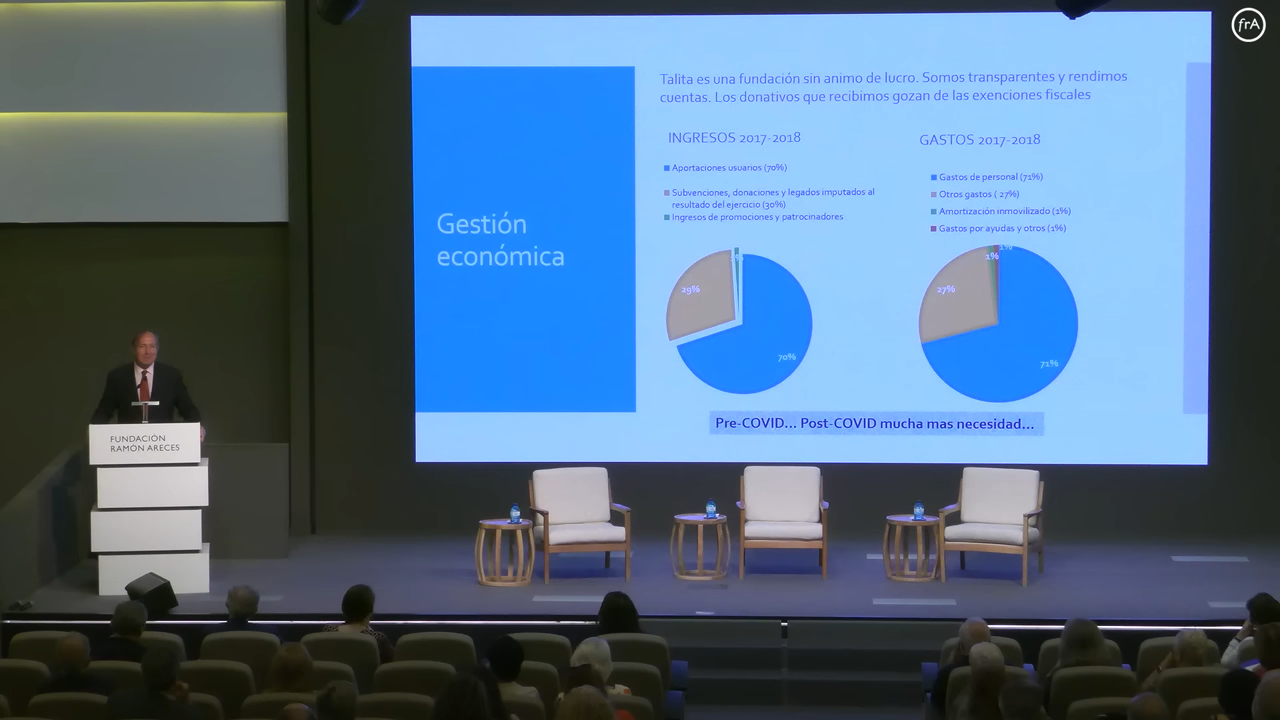 frA
Talita es una fundación sin animo de lucro. Somos transparentes y rendimos
cuentas. Los donativos que recibimos gozan de las exenciones fiscales
Gestión
económica
INGRESOS 2017-2018
Aportaciones usuarios (70%)
Subvenciones, donaciones y legados imputados al
resultado del ejercicio (30%)
Ingresos de promociones y patrocinadores
29%
70%
GASTOS 2017-2018
Gastos de personal (71%)
Otros gastos ( 27%)
Amortización inmovilizado (1%)
Gastos por ayudas y otros (1%)
1%
1%
27%
71%
Pre-COVID... Post-COVID mucha mas necesidad...
FUNDACIÓN
RAMÓN ARECES